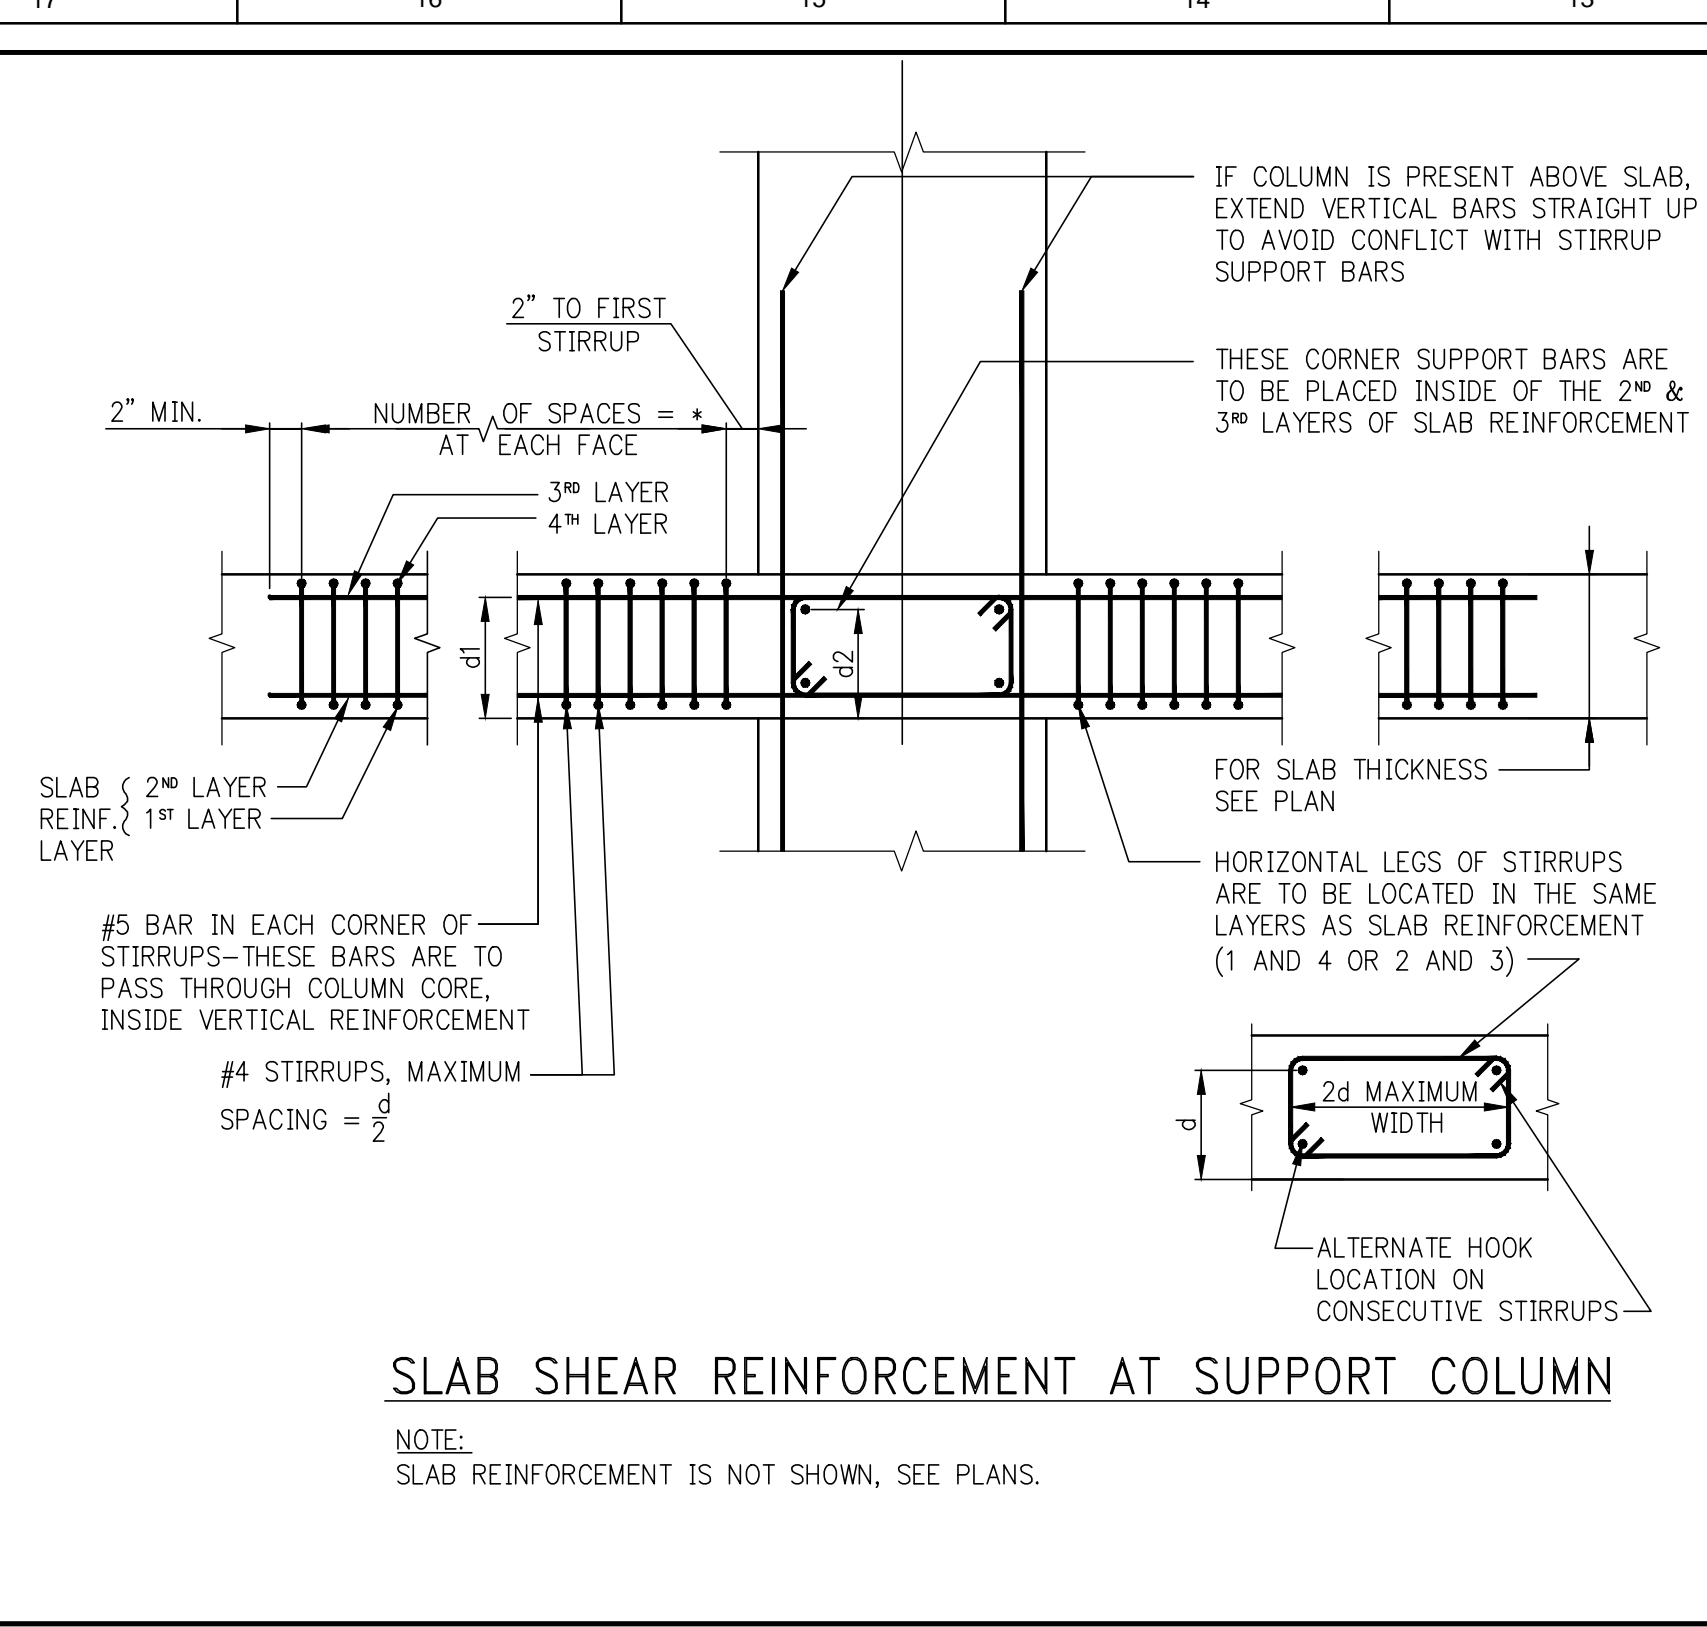 17 16 15 14 13
IF COLUMN IS PRESENT ABOVE SLAB,
EXTEND VERTICAL BARS STRAIGHT UP
TO AVOID CONFLICT WITH STIRRUP
SUPPORT BARS
2” TO FIRST
STIRRUP
THESE CORNER SUPPORT BARS ARE
TO BE PLACED INSIDE OF THE 2ND &
3RD LAYERS OF SLAB REINFORCEMENT
2” MIN.
NUMBER OF SPACES = *
AT EACH FACE
3RD LAYER
4TH LAYER
d1
d2
SLAB
REINF.
LAYER
2ND LAYER
1ST LAYER
FOR SLAB THICKNESS
SEE PLAN
HORIZONTAL LEGS OF STIRRUPS
ARE TO BE LOCATED IN THE SAME
LAYERS AS SLAB REINFORCEMENT
(1 AND 4 OR 2 AND 3)
#5 BAR IN EACH CORNER OF
STIRRUPS–THESE BARS ARE TO
PASS THROUGH COLUMN CORE,
INSIDE VERTICAL REINFORCEMENT
#4 STIRRUPS, MAXIMUM
SPACING = d/2
d
2d MAXIMUM
WIDTH
ALTERNATE HOOK
LOCATION ON
CONSECUTIVE STIRRUPS
SLAB SHEAR REINFORCEMENT AT SUPPORT COLUMN
NOTE:
SLAB REINFORCEMENT IS NOT SHOWN, SEE PLANS.